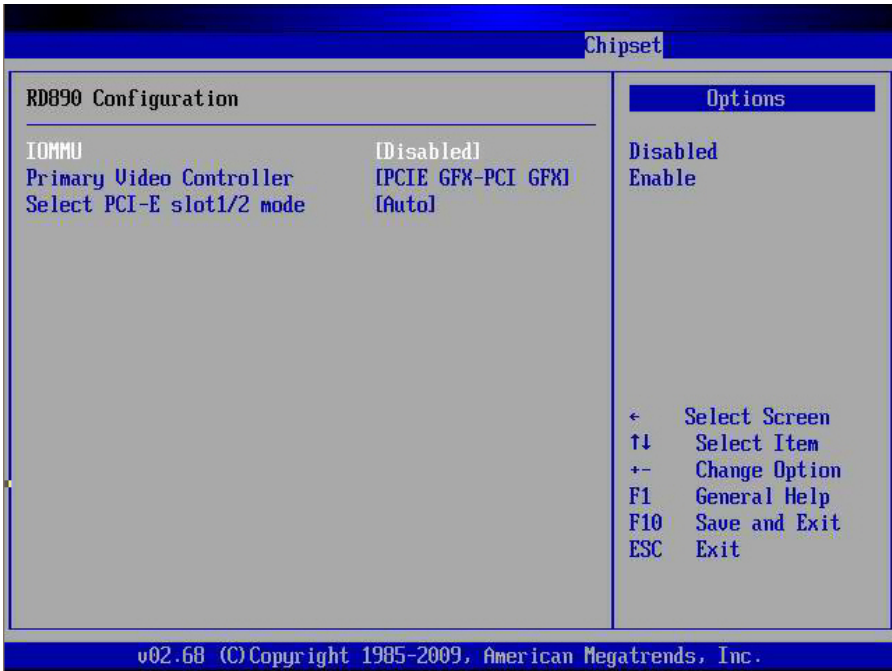 Chipset
RD890 Configuration
IOMMU [Disabled]
Primary Video Controller [PCIE GFX-PCI GFX]
Select PCI-E slot1/2 mode [Auto]
Options
Disabled
Enable
← Select Screen
↑↓ Select Item
+- Change Option
F1 General Help
F10 Save and Exit
ESC Exit
v02.68 (C)Copyright 1985-2009, American Megatrends, Inc.